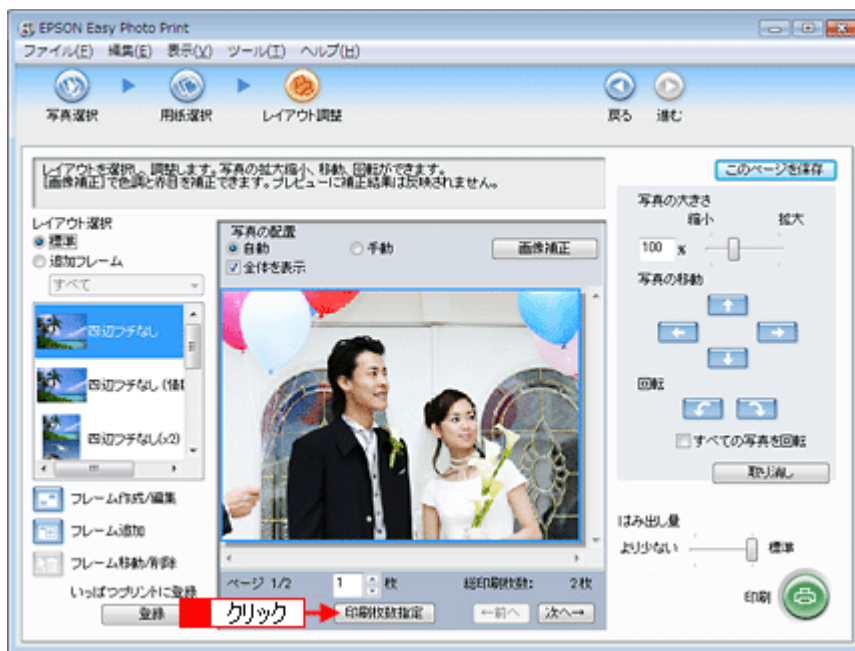 EPSON Easy Photo Print
ファイル(F) 編集(E) 表示(V) ツール(T) ヘルプ(H)
写真選択 用紙選択 レイアウト調整 戻る 進む
レイアウトを選択し、調整します。写真の拡大縮小、移動、回転ができます。
[画像補正]で色調と赤目を補正できます。プレビューに補正結果は反映されません。
このページを保存
レイアウト選択
標準
追加フレーム
すべて
四辺フチなし
四辺フチなし (情報
四辺フチなし(x2)
フレーム作成/編集
フレーム追加
フレーム移動/削除
いっぱつプリントに登録
登録
写真の配置
自動 手動
全体を表示
画像補正
ページ 1/2 1 枚 総印刷枚数: 2枚
クリック
印刷枚数指定 ←前へ 次へ→
写真の大きさ
縮小 拡大
100 %
写真の移動
回転
すべての写真を回転
取り消し
はみ出し量
より少ない 標準
印刷